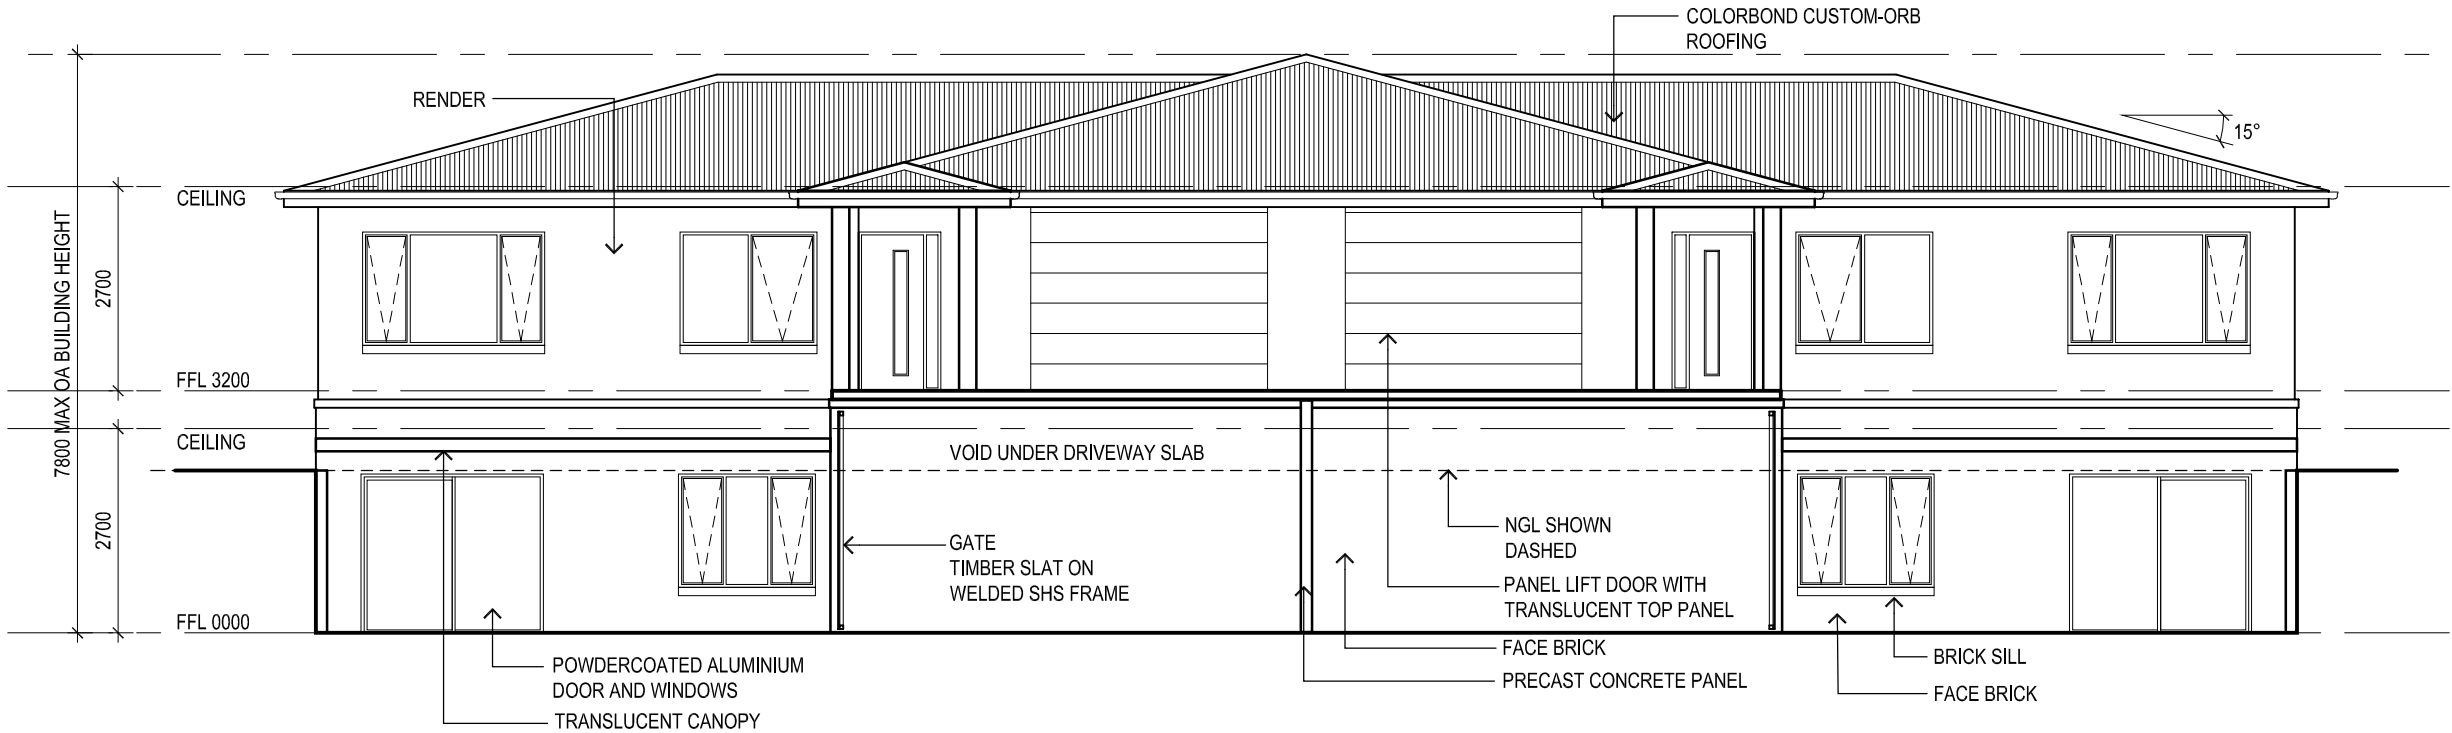 COLORBOND CUSTOM-ORB
ROOFING
RENDER
15°
CEILING
7800 MAX OA BUILDING HEIGHT
2700
FFL 3200
CEILING
VOID UNDER DRIVEWAY SLAB
2700
GATE
TIMBER SLAT ON
WELDED SHS FRAME
NGL SHOWN
DASHED
PANEL LIFT DOOR WITH
TRANSLUCENT TOP PANEL
FFL 0000
FACE BRICK
PRECAST CONCRETE PANEL
BRICK SILL
FACE BRICK
POWDERCOATED ALUMINIUM
DOOR AND WINDOWS
TRANSLUCENT CANOPY